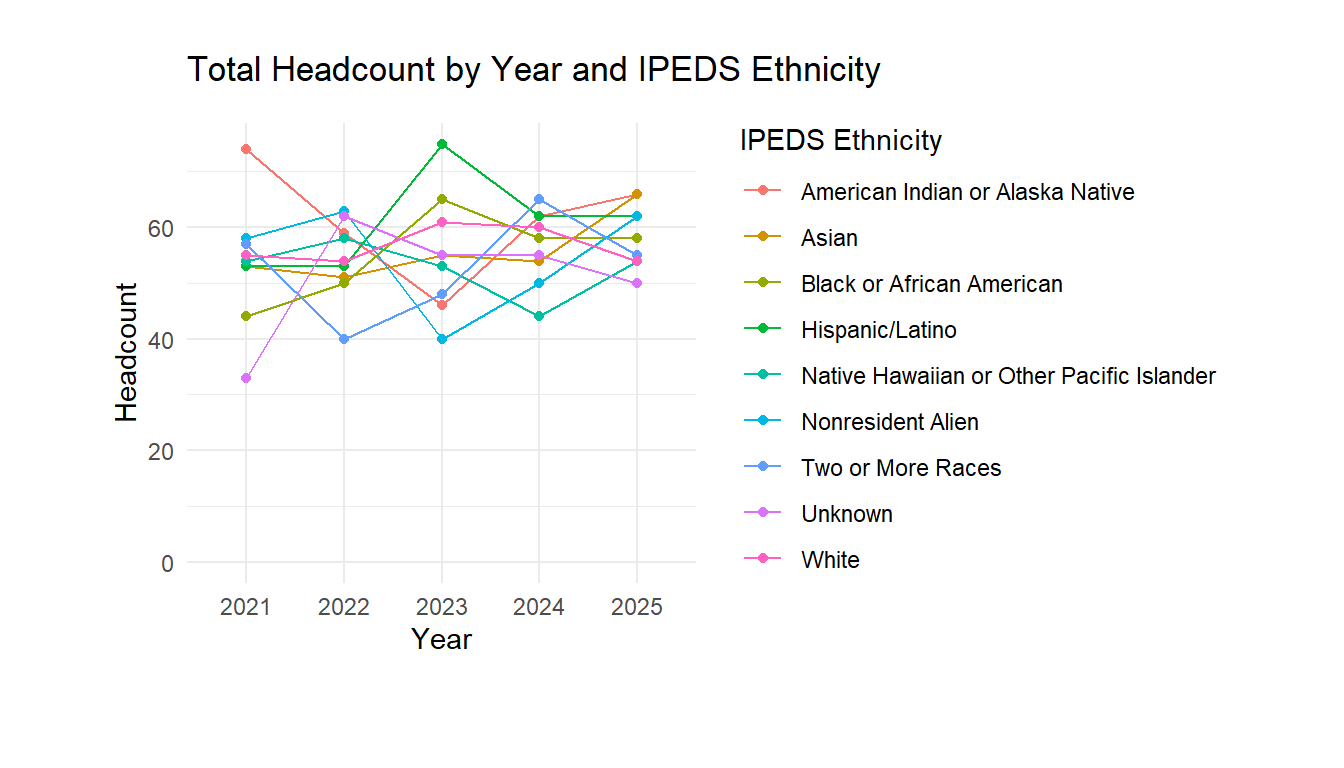 Total Headcount by Year and IPEDS Ethnicity
IPEDS Ethnicity
American Indian or Alaska Native
Asian
Black or African American
Hispanic/Latino
Native Hawaiian or Other Pacific Islander
Nonresident Alien
Two or More Races
Unknown
White
Headcount
60
40
20
0
2021 2022 2023 2024 2025
Year